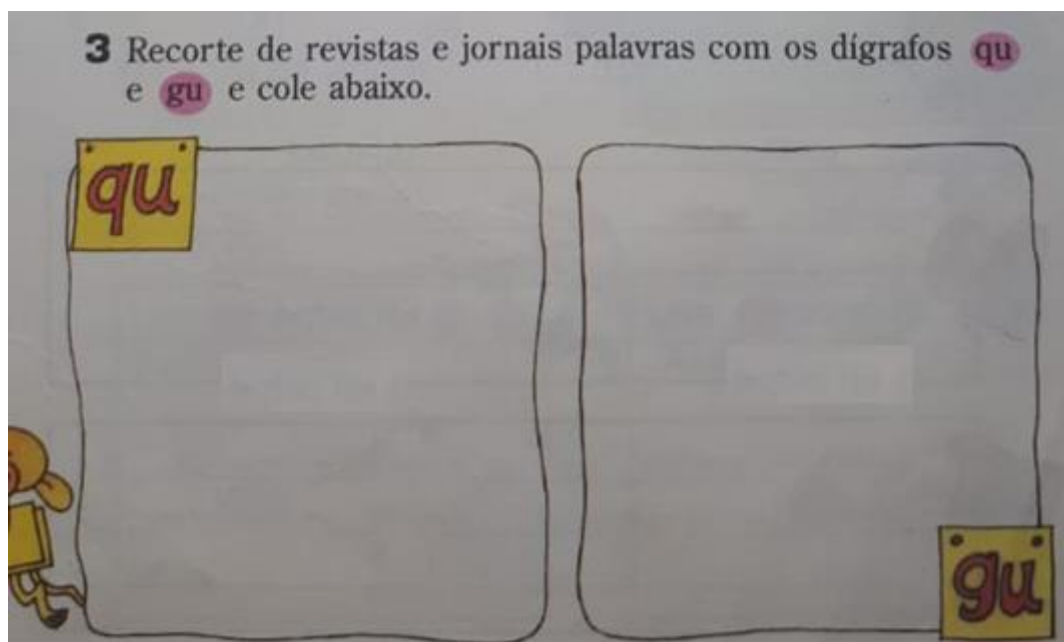 3 Recorte de revistas e jornais palavras com os dígrafos qu
e gu e cole abaixo.
qu
gu